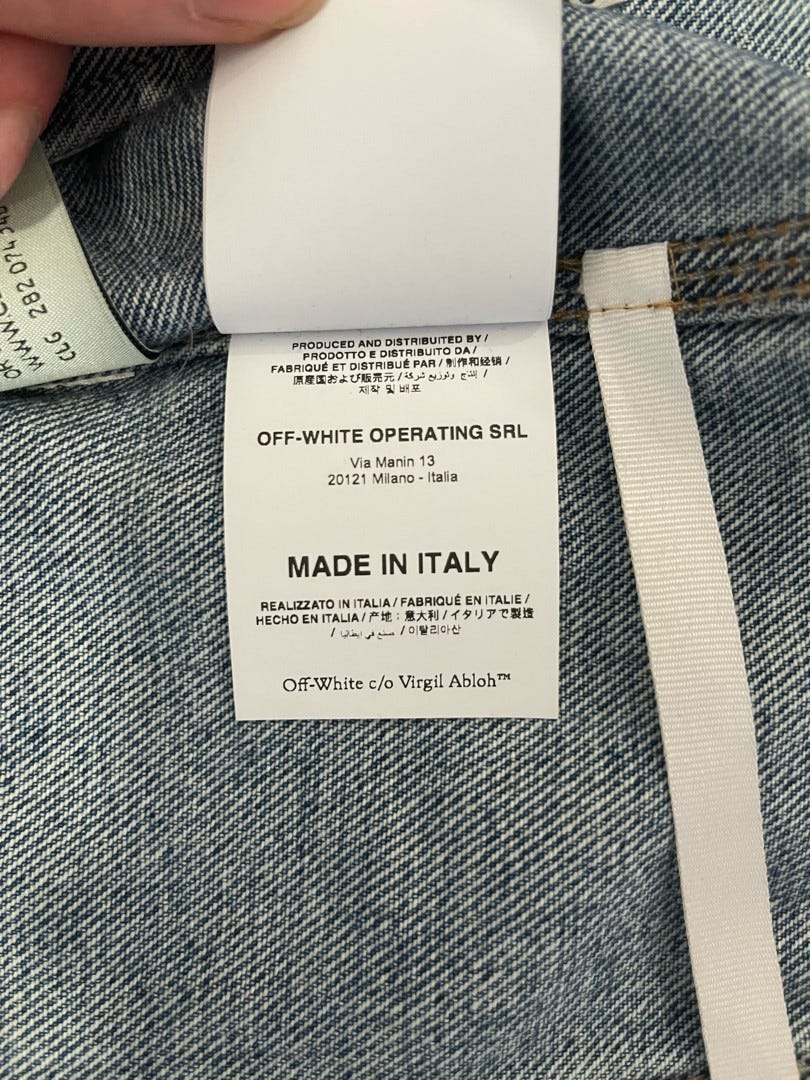 PRODUCED AND DISTRIBUTED BY /
PRODOTTO E DISTRIBUITO DA /
FABRIQUÉ ET DISTRIBUÉ PAR / 制作和经销 /
原産国および販売元 / إنتاج وتوزيع شركة /
제작 및 배포
OFF-WHITE OPERATING SRL
Via Manin 13
20121 Milano - Italia
MADE IN ITALY
REALIZZATO IN ITALIA / FABRIQUÉ EN ITALIE /
HECHO EN ITALIA / 产地：意大利 / イタリアで製造
/ صنع في إيطاليا / 이탈리아산
Off-White c/o Virgil Abloh™
CLG 282 074 
WWW.C